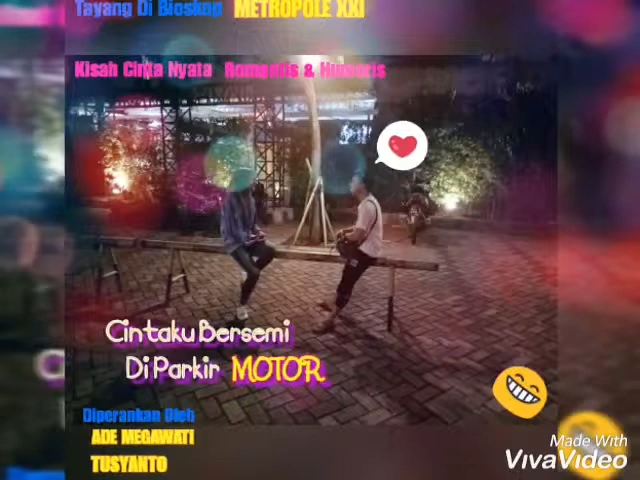 Tayang Di Bioskop METROPOLE XXI
Kisah Cinta Nyata Romantis & Humoris
Cintaku Bersemi
Di Parkir MOTOR
Diperankan Oleh
ADE MEGAWATI
TUSYANTO
Made With
VivaVideo